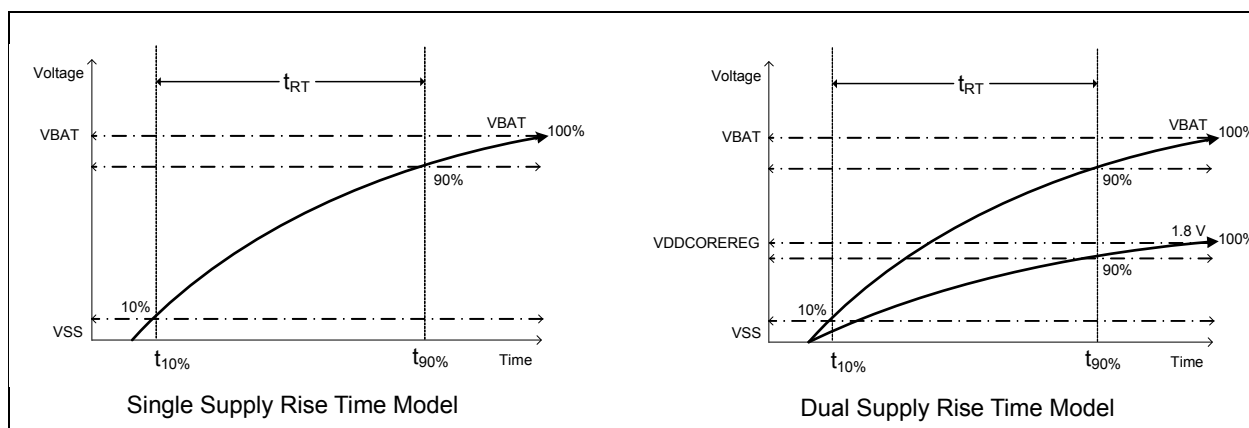 Voltage
tRT
VBAT
VBAT
100%
90%
10%
VSS
t10%
t90%
Time
Single Supply Rise Time Model
Voltage
tRT
VBAT
VBAT
100%
90%
VDDCOREREG
1.8 V
100%
90%
10%
VSS
t10%
t90%
Time
Dual Supply Rise Time Model